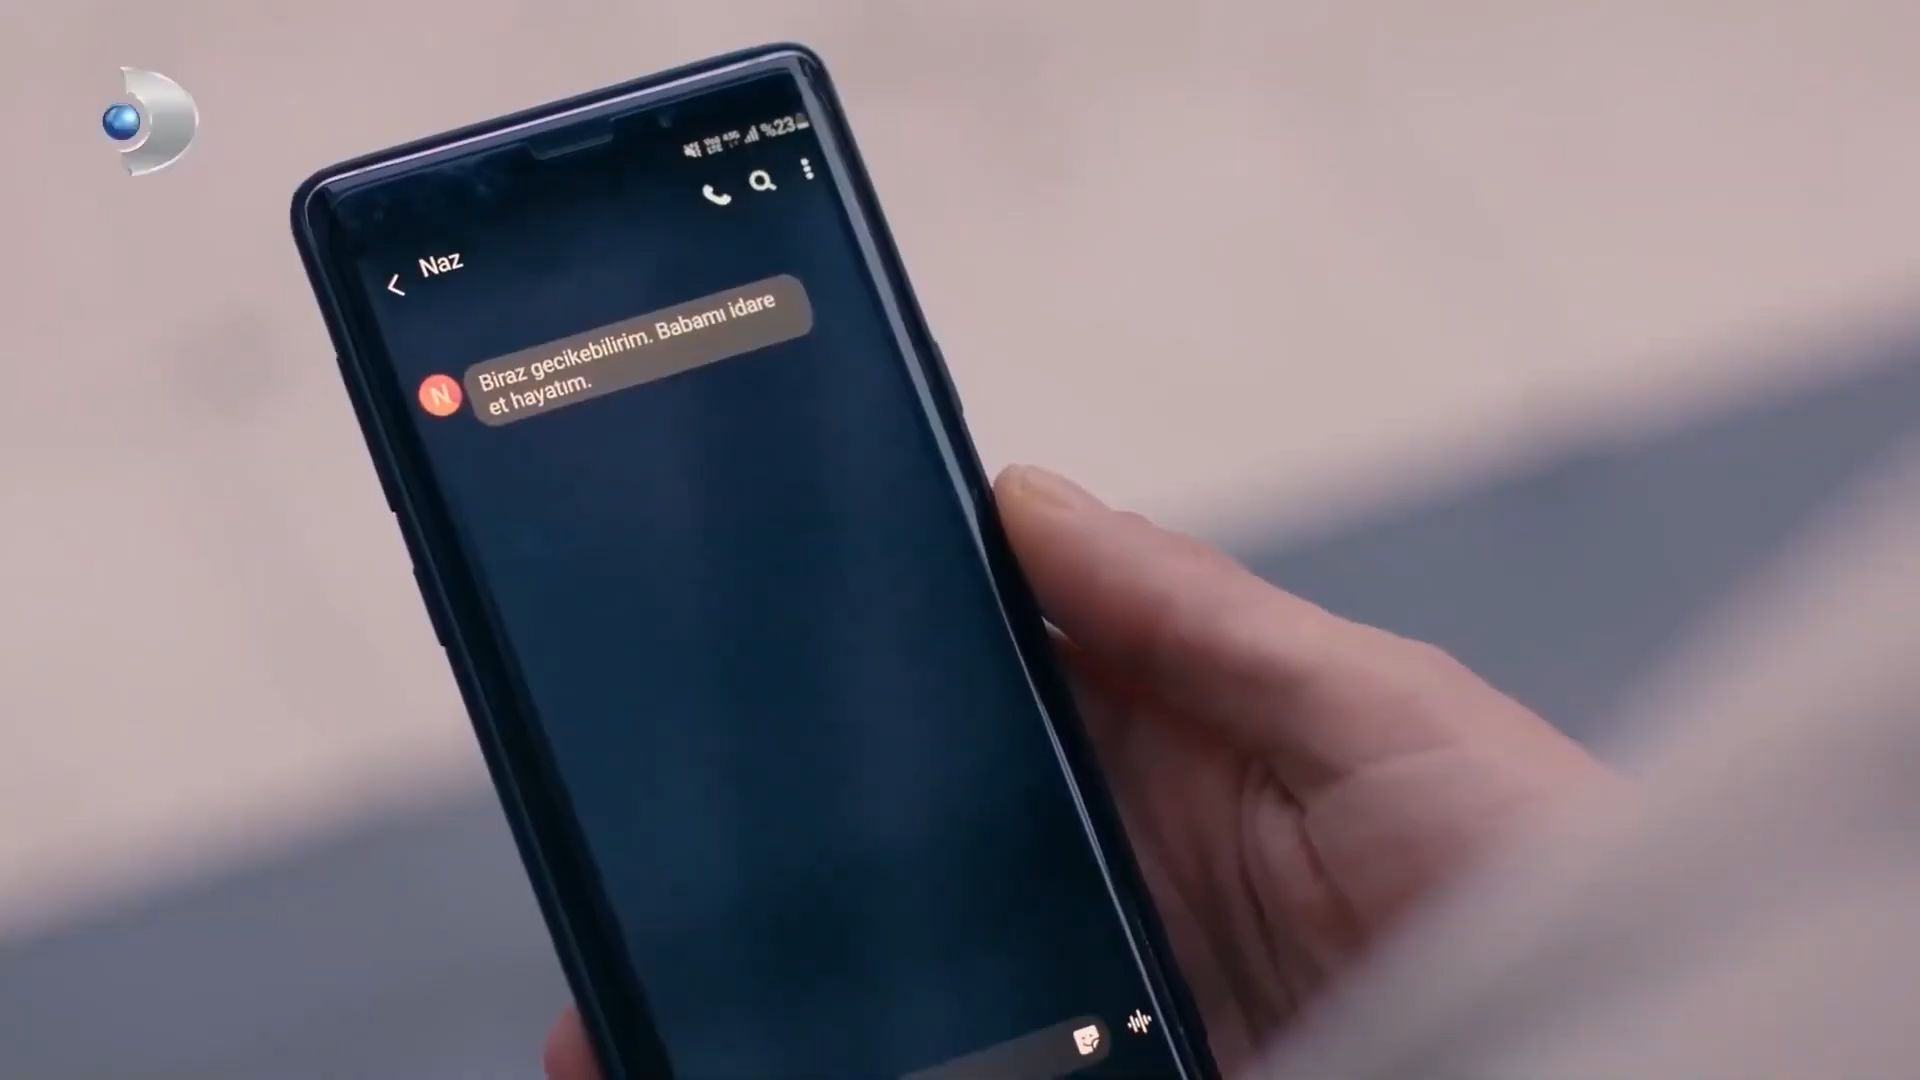 %23
Naz
Biraz gecikebilirim. Babamı idare
et hayatım.
N